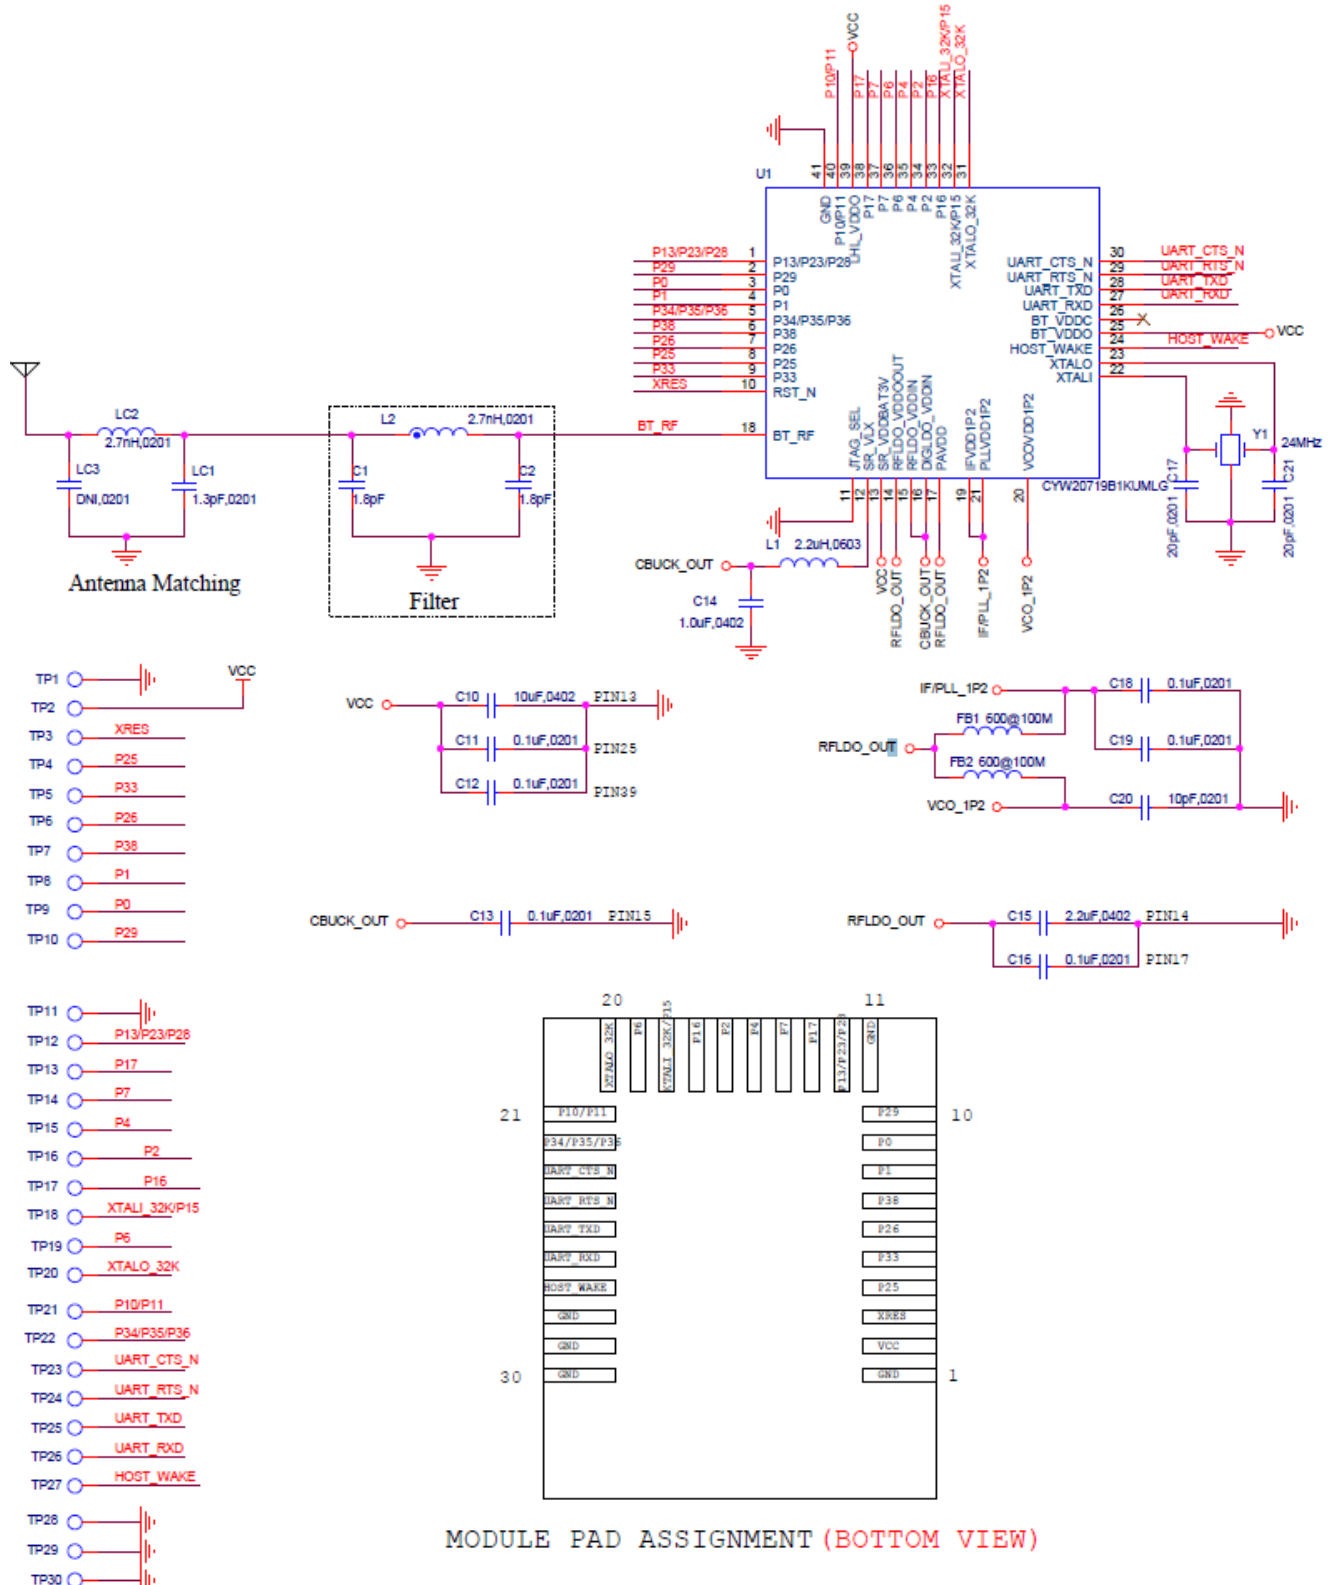 VCC
P10/P11
P17
P7
P6
P4
P2
P16
XTALI_32K/P15
XTALO_32K
41
40
39
38
37
36
35
34
33
32
31
U1
GND
P10/P11
LHL_VDDO
P17
P7
P6
P4
P2
P16
XTALI_32K/P15
XTALO_32K
P13/P23/P28 1 P13/P23/P28
P29 2 P29
P0 3 P0
P1 4 P1
P34/P35/P36 5 P34/P35/P36
P38 6 P38
P26 7 P26
P25 8 P25
P33 9 P33
XRES 10 RST_N
BT_RF 18 BT_RF
UART_CTS_N 30 UART_CTS_N
UART_RTS_N 29 UART_RTS_N
UART_TXD 28 UART_TXD
UART_RXD 27 UART_RXD
BT_VDDC 26
BT_VDDO 25 VCC
HOST_WAKE 24 HOST_WAKE
XTALO 23
XTALI 22
JTAG_SEL
SR_VLX
SR_VDDBAT3V
RFLDO_VDDOOUT
RFLDO_VDDIN
DIGLDO_VDDIN
PAVDD
IFVDD1P2
PLLVDD1P2
VCOVDD1P2
CYW20719B1KUMLG
11
12
13
14
15
16
17
19
21
20
LC2
2.7nH,0201
LC3
DNI,0201
LC1
1.3pF,0201
Antenna Matching
L2 2.7nH,0201
C1
1.8pF
C2
1.8pF
Filter
Y1 24MHz
C17
20pF,0201
C21
20pF,0201
L1 2.2uH,0603
CBUCK_OUT
C14
1.0uF,0402
VCC
RFLDO_OUT
CBUCK_OUT
RFLDO_OUT
IF/PLL_1P2
VCO_1P2
TP1
VCC
TP2
TP3 XRES
TP4 P25
TP5 P33
TP6 P26
TP7 P38
TP8 P1
TP9 P0
TP10 P29
VCC C10 10uF,0402 PIN13
C11 0.1uF,0201 PIN25
C12 0.1uF,0201 PIN39
IF/PLL_1P2 C18 0.1uF,0201
FB1 600@100M
RFLDO_OUT C19 0.1uF,0201
FB2 600@100M
VCO_1P2 C20 10pF,0201
CBUCK_OUT C13 0.1uF,0201 PIN15
RFLDO_OUT C15 2.2uF,0402 PIN14
C16 0.1uF,0201 PIN17
TP11
TP12 P13/P23/P28
TP13 P17
TP14 P7
TP15 P4
TP16 P2
TP17 P16
TP18 XTALI_32K/P15
TP19 P6
TP20 XTALO_32K
TP21 P10/P11
TP22 P34/P35/P36
TP23 UART_CTS_N
TP24 UART_RTS_N
TP25 UART_TXD
TP26 UART_RXD
TP27 HOST_WAKE
TP28
TP29
TP30
20 11
XTALO_32K
P6
XTALI_32K/P15
P16
P2
P4
P7
P17
P13/P23/P28
GND
21 P10/P11 P29 10
P34/P35/P36 P0
UART_CTS_N P1
UART_RTS_N P38
UART_TXD P26
UART_RXD P33
HOST_WAKE P25
GND XRES
GND VCC
30 GND GND 1
MODULE PAD ASSIGNMENT (BOTTOM VIEW)